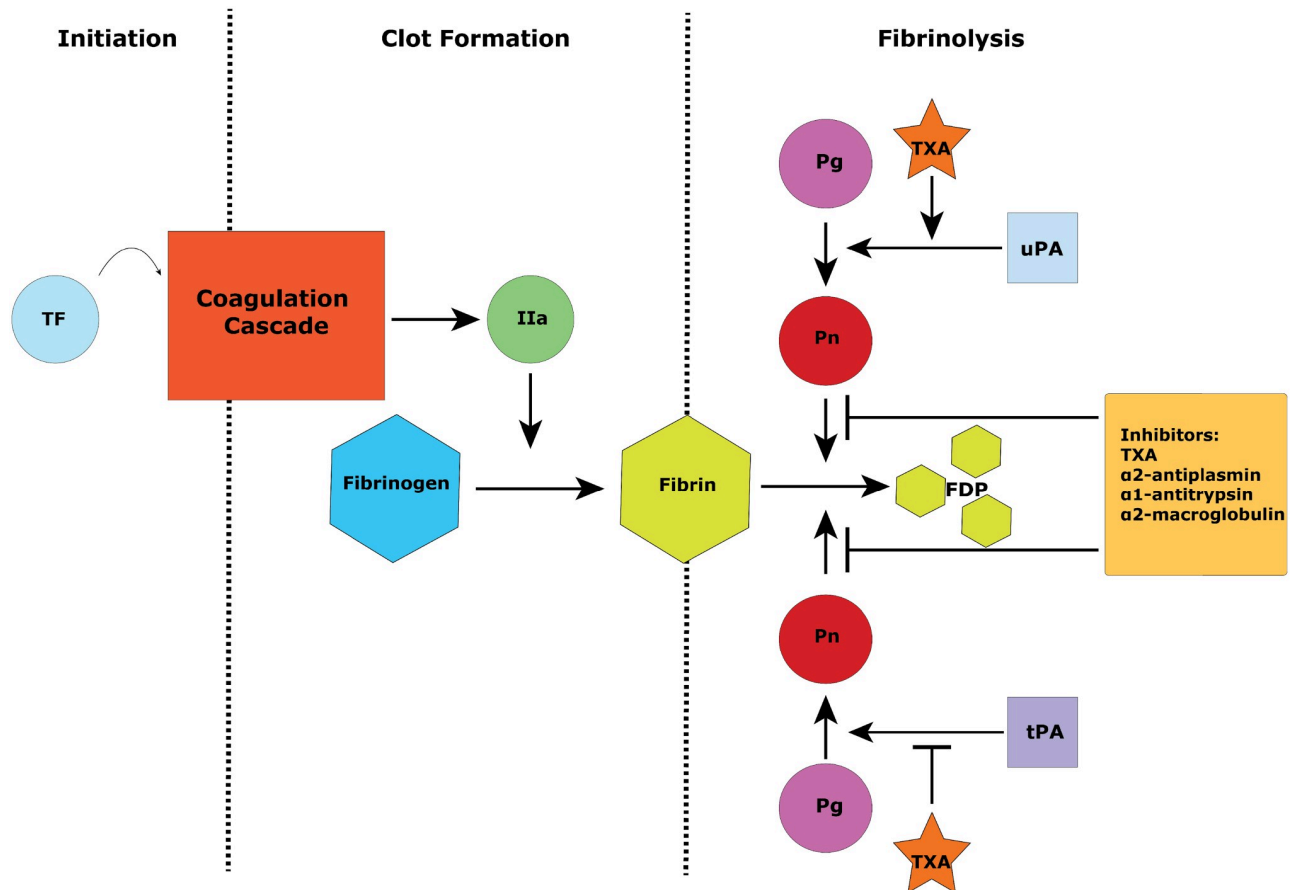 Initiation
Clot Formation
Fibrinolysis
TXA
Pg
uPA
Coagulation
Cascade
TF
IIa
Pn
Inhibitors:
TXA
α2-antiplasmin
α1-antitrypsin
α2-macroglobulin
Fibrinogen
Fibrin
FDP
Pn
tPA
Pg
TXA